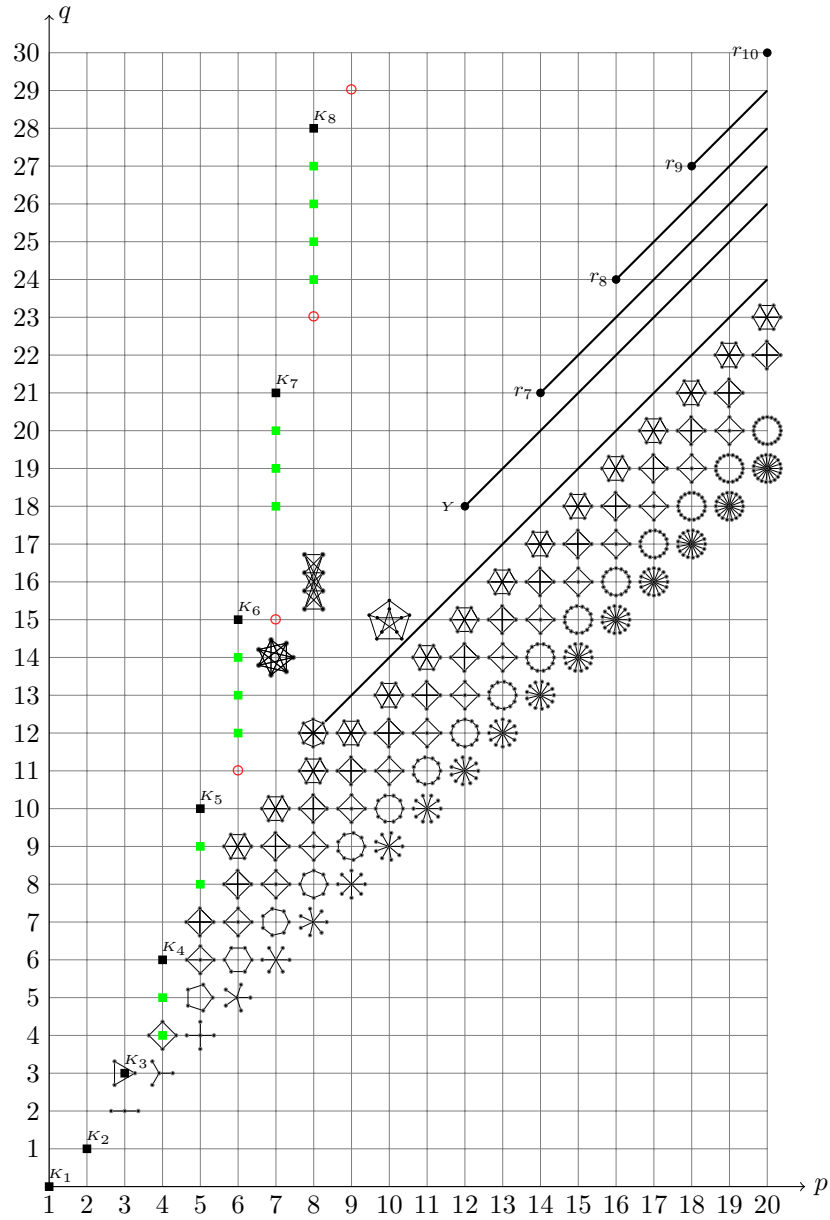 q
30
r₁₀
29
28
K₈
27
r₉
26
25
24
r₈
23
22
21
K₇
r₇
20
19
18
Y
17
16
15
K₆
14
13
12
11
10
K₅
9
8
7
6
K₄
5
4
3
K₃
2
1
K₂
K₁
1 2 3 4 5 6 7 8 9 10 11 12 13 14 15 16 17 18 19 20 p